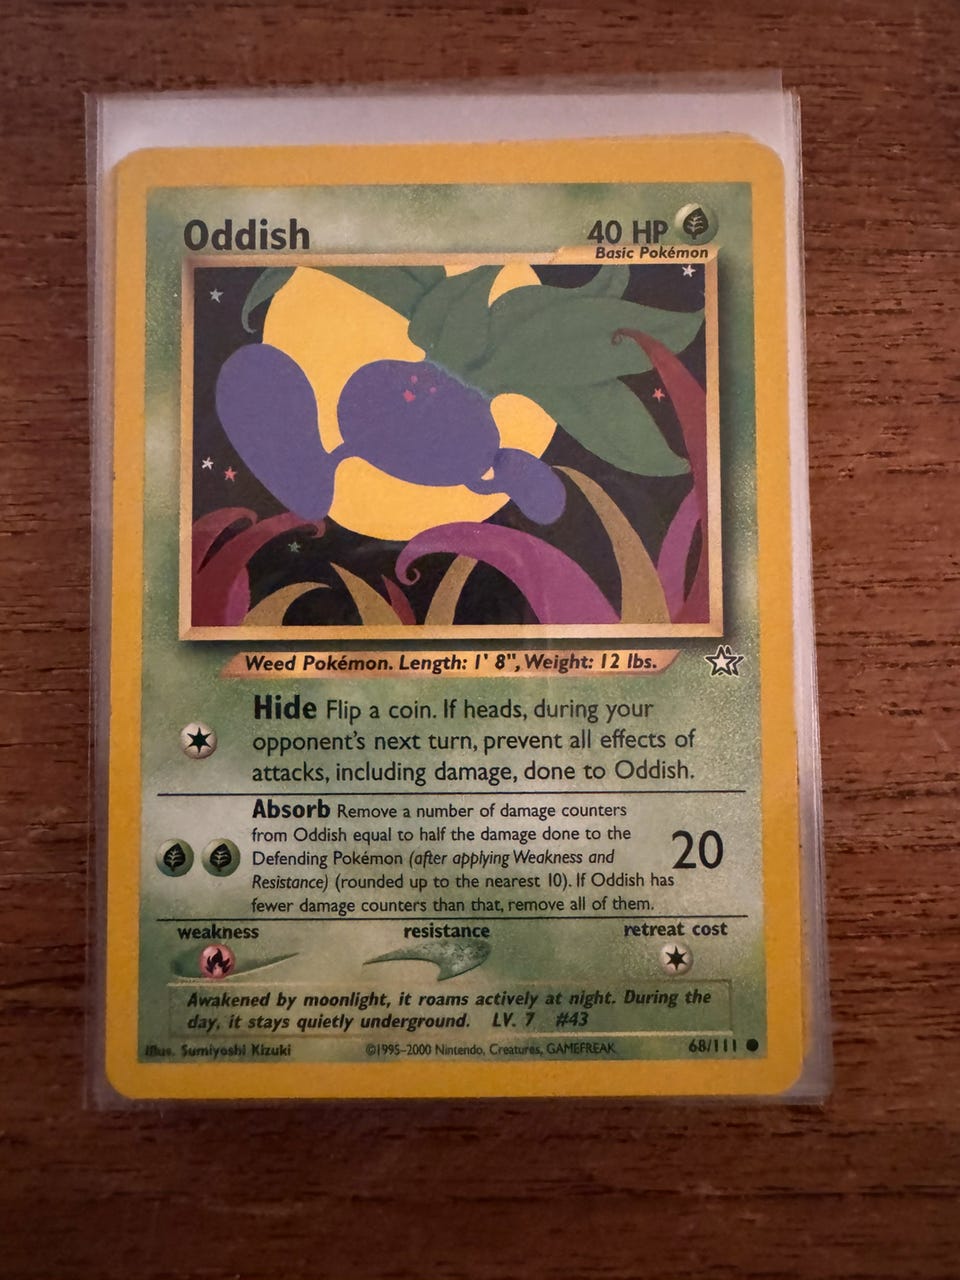 Oddish
40 HP
Basic Pokémon
Weed Pokémon. Length: 1' 8", Weight: 12 lbs.
Hide Flip a coin. If heads, during your
opponent's next turn, prevent all effects of
attacks, including damage, done to Oddish.
Absorb Remove a number of damage counters
from Oddish equal to half the damage done to the
Defending Pokémon (after applying Weakness and
Resistance) (rounded up to the nearest 10). If Oddish has
fewer damage counters than that, remove all of them.
20
weakness resistance retreat cost
Awakened by moonlight, it roams actively at night. During the
day, it stays quietly underground. LV. 7 #43
Illus. Sumiyoshi Kizuki ©1995–2000 Nintendo, Creatures, GAMEFREAK 68/111